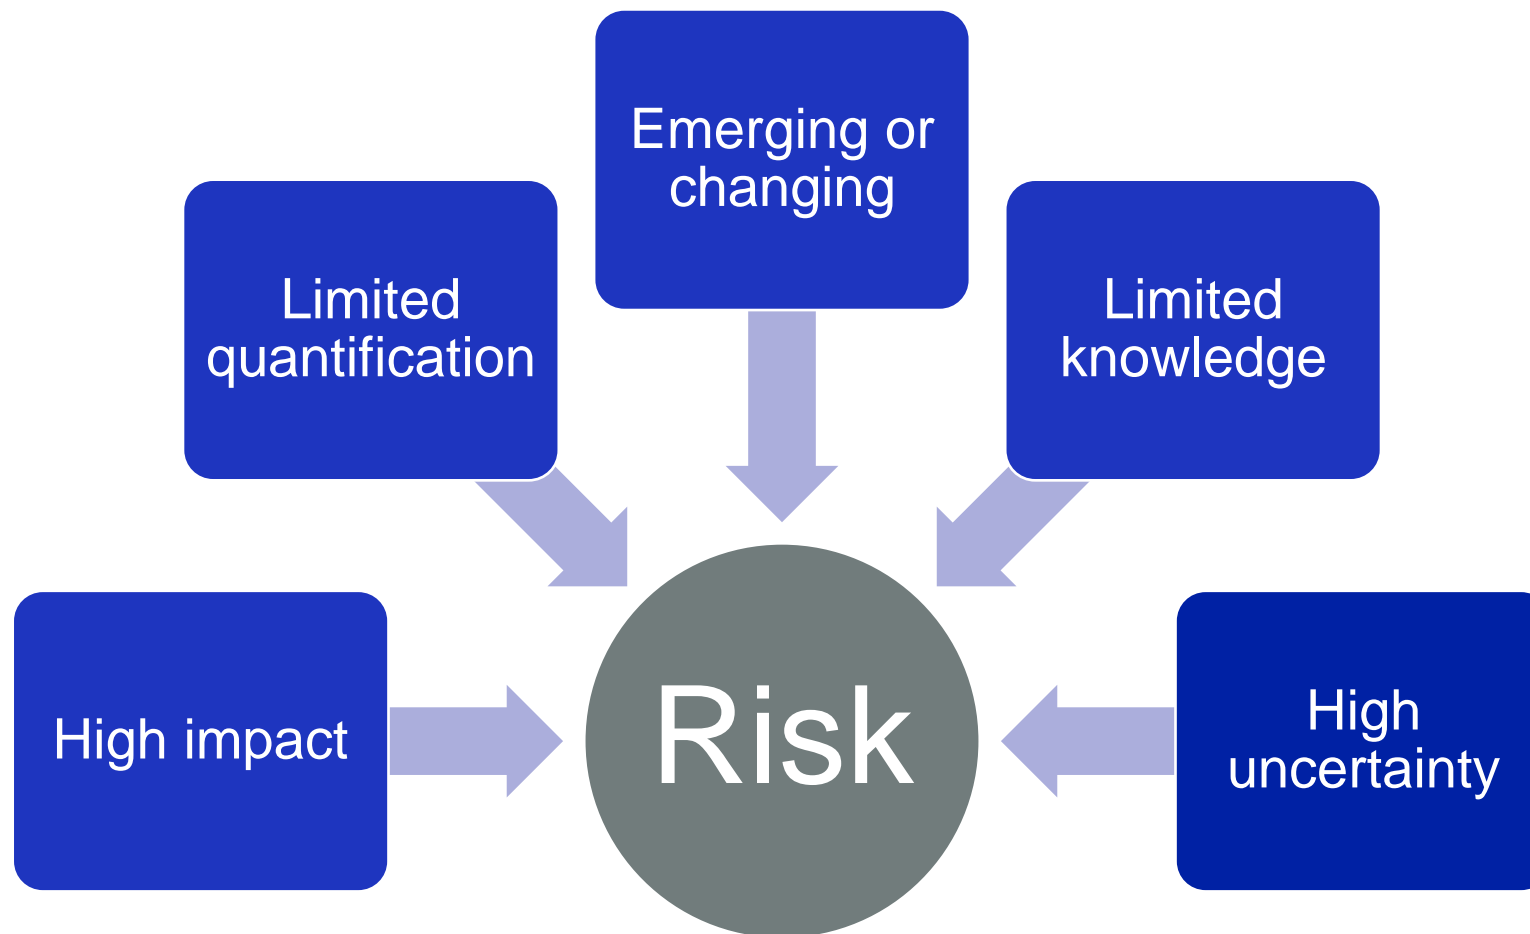 Emerging or
changing
Limited
quantification
Limited
knowledge
High impact
Risk
High
uncertainty